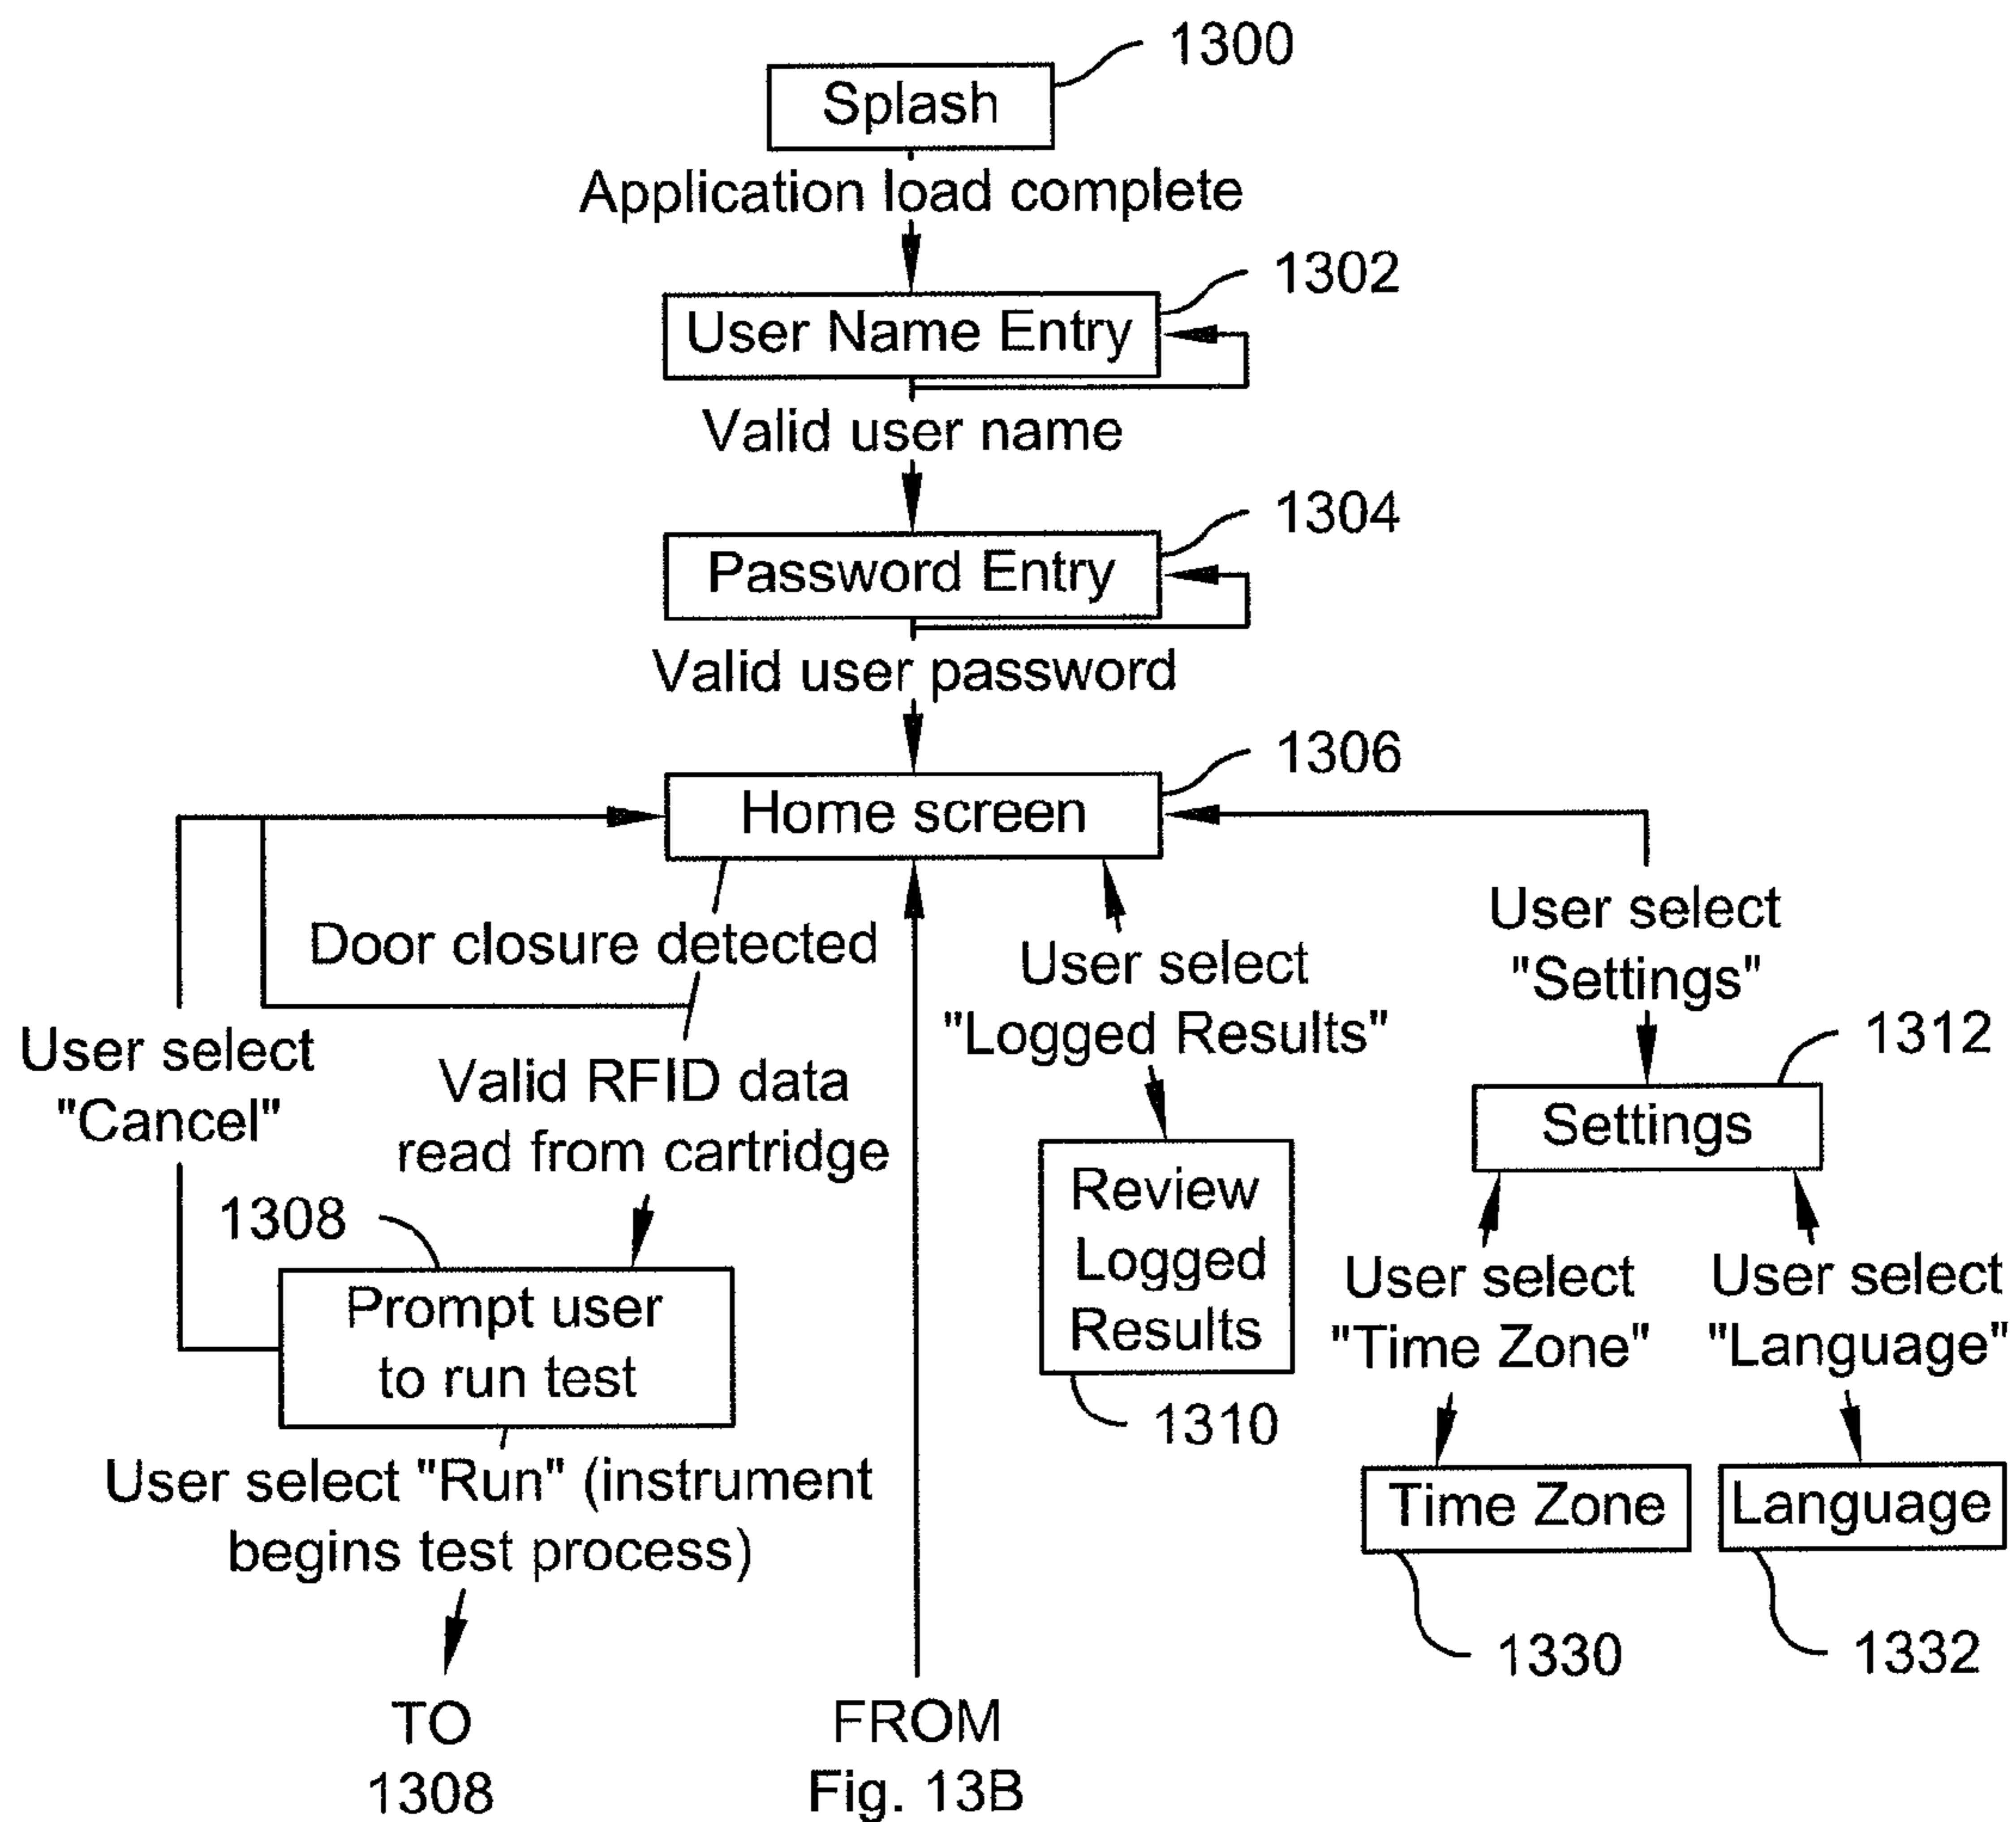 1300
Splash
Application load complete
1302
User Name Entry
Valid user name
1304
Password Entry
Valid user password
1306
Home screen
Door closure detected
User select
"Cancel"
Valid RFID data
read from cartridge
User select
"Logged Results"
User select
"Settings"
1312
Settings
1308
Prompt user
to run test
Review
Logged
Results
1310
User select
"Time Zone"
User select
"Language"
User select "Run" (instrument
begins test process)
Time Zone
Language
1330
1332
TO
1308
FROM
Fig. 13B